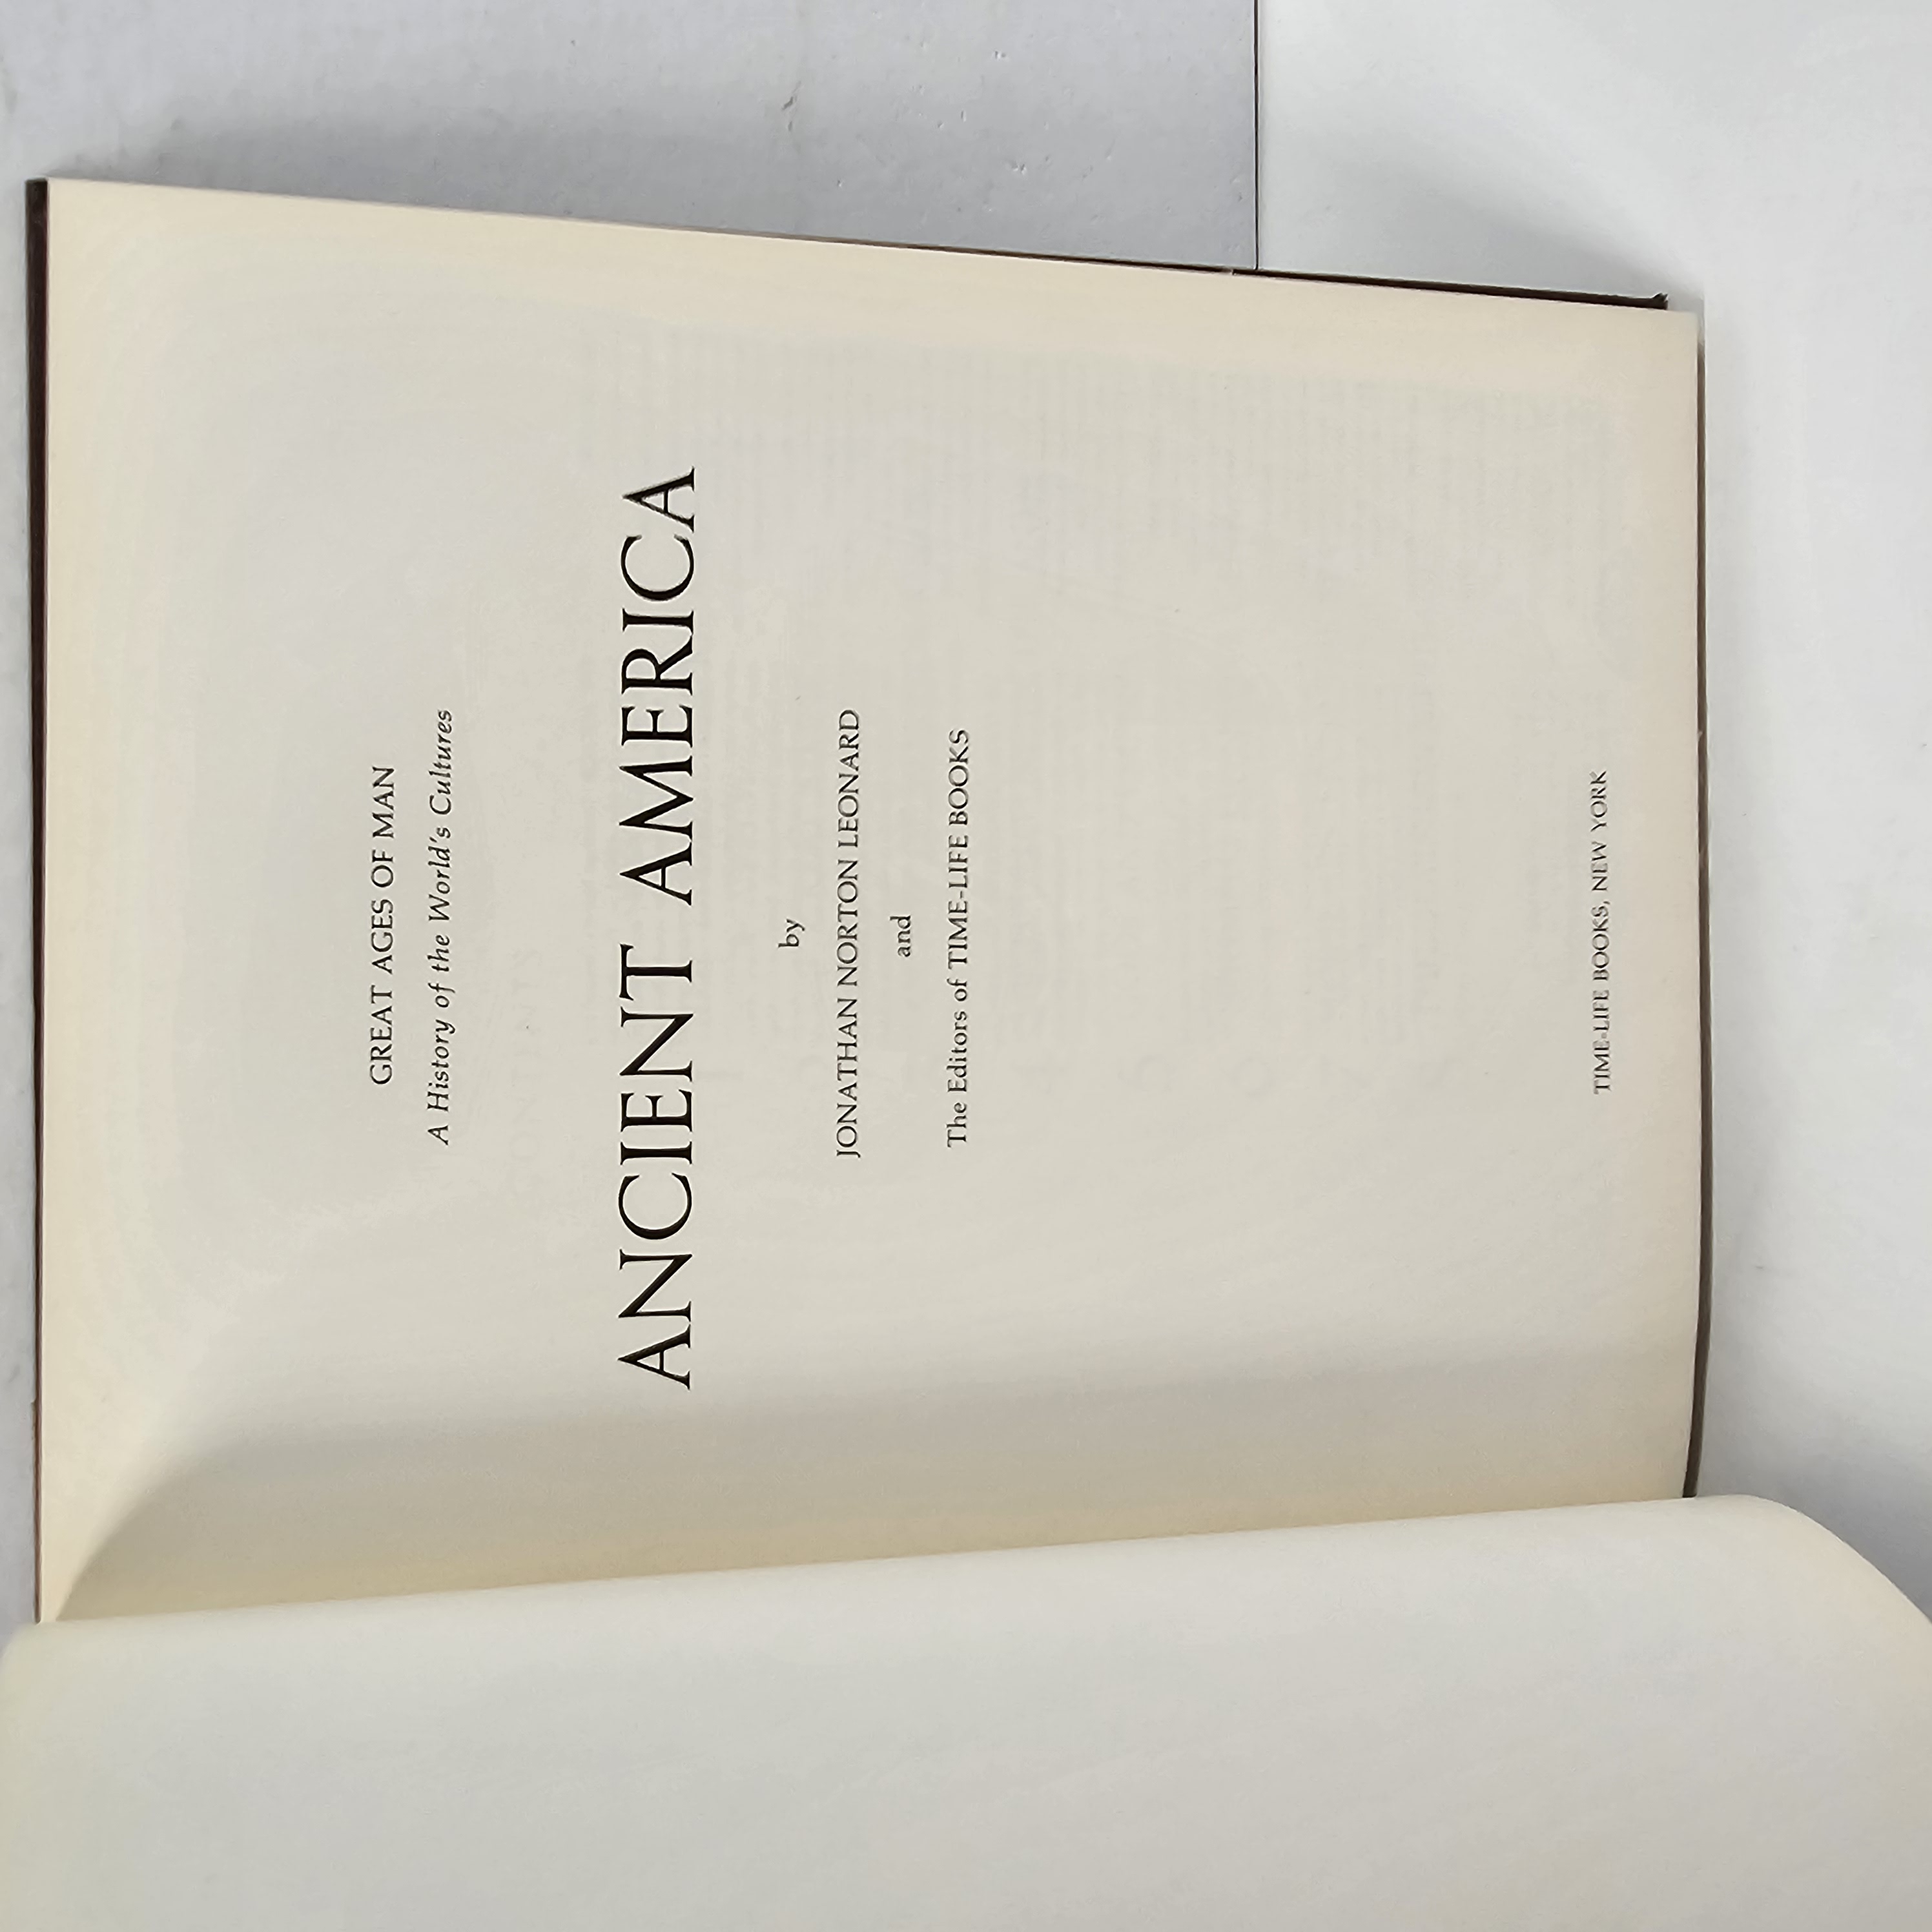 GREAT AGES OF MAN
A History of the World's Cultures
CONTENTS
ANCIENT AMERICA
by
JONATHAN NORTON LEONARD
and
The Editors of TIME-LIFE BOOKS
TIME-LIFE BOOKS, NEW YORK